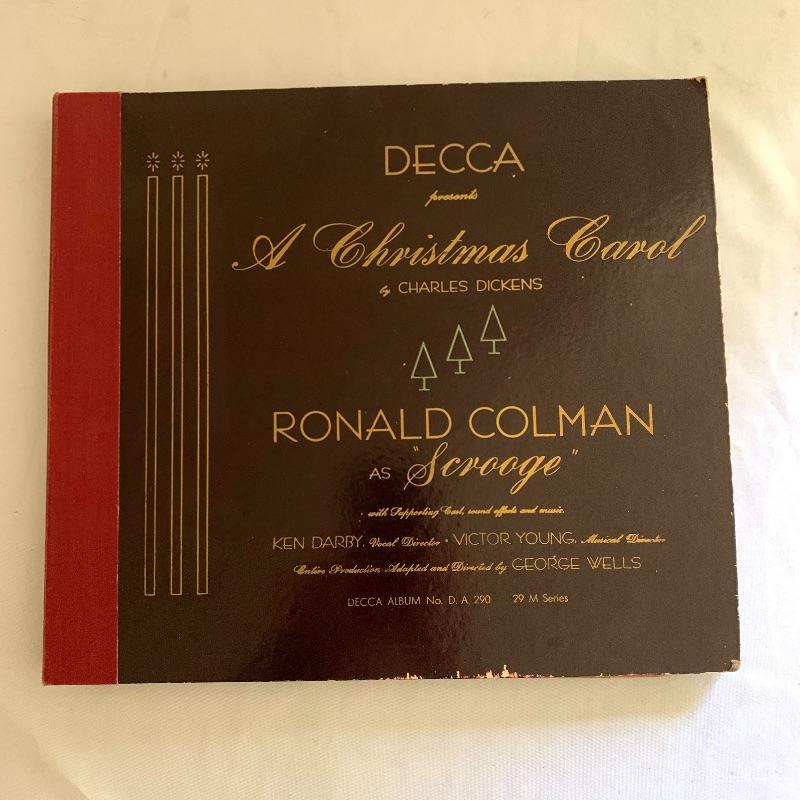 DECCA
presents
A Christmas Carol
by CHARLES DICKENS
RONALD COLMAN
AS "Scrooge"
with Supporting Cast, sound effects and music.
KEN DARBY, Vocal Director • VICTOR YOUNG, Musical Director
Entire Production Adapted and Directed by GEORGE WELLS
DECCA ALBUM No. D. A. 290 29 M Series